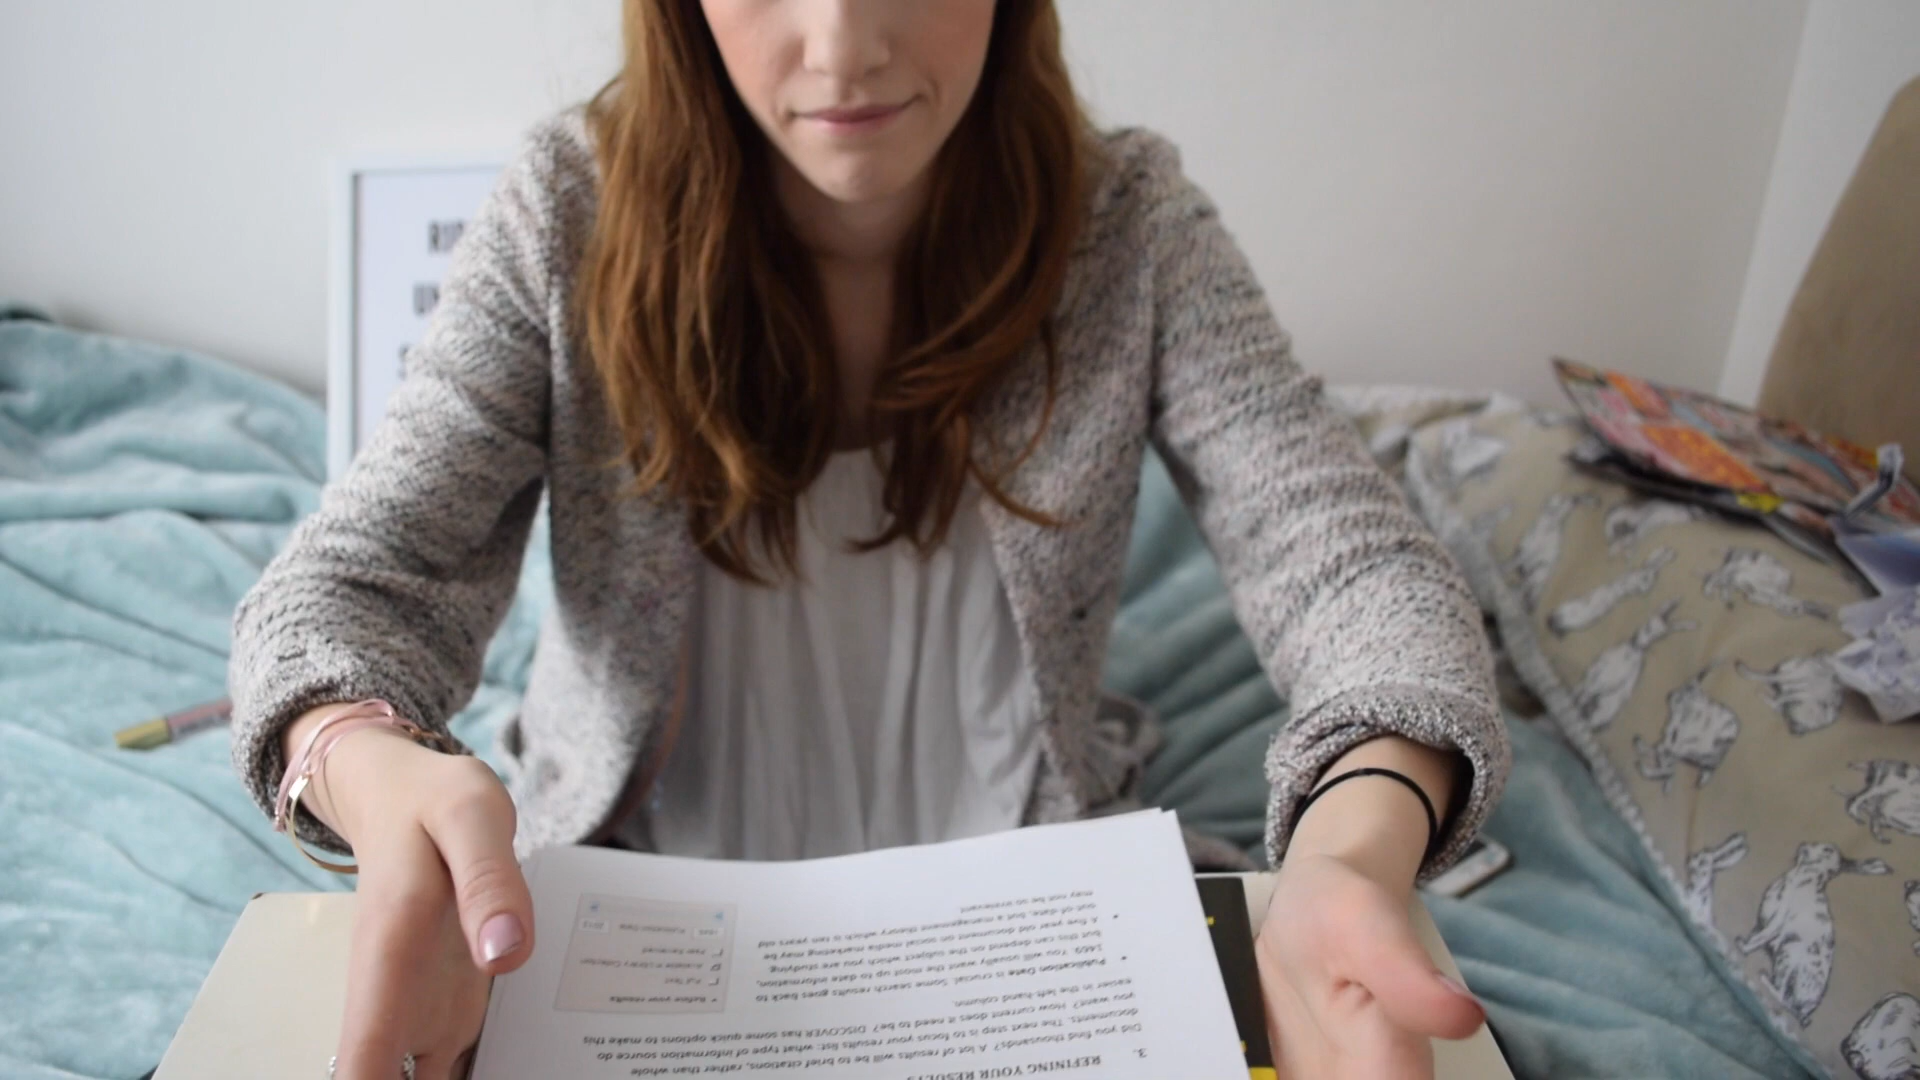 3. REFINING YOUR RESULTS
Did you find thousands? A lot of results will be to brief citations, rather than whole
documents. The next step is to focus your results list: what type of information or source do
you want? How current does it need to be? DISCOVER has some quick options to make this
easier in the left-hand column.
• Publication Date is crucial. Search results goes back to
1469. You will usually want the most up to date information,
but this can depend on the subject which you are studying.
• A five year old document on social media marketing may be
out-of-date, but a management theory which is ten years old
may not be so irrelevant
Refine your results
Full Text
Available in Library Collection
Peer Reviewed
Publication Date